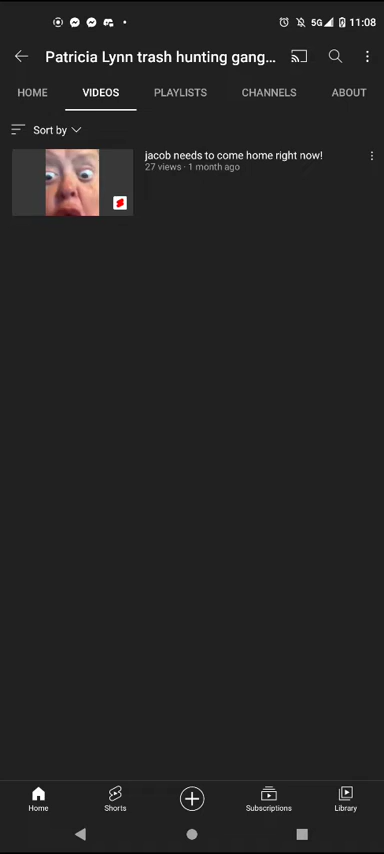 5G 11:08
Patricia Lynn trash hunting gang...
HOME VIDEOS PLAYLISTS CHANNELS ABOUT
Sort by
jacob needs to come home right now!
27 views · 1 month ago
Home Shorts Subscriptions Library